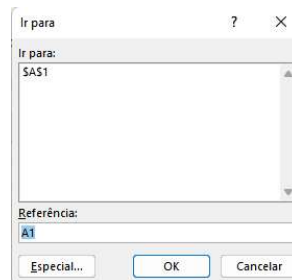 Ir para ? ×
Ir para:
$A$1
Referência:
A1
Especial... OK Cancelar